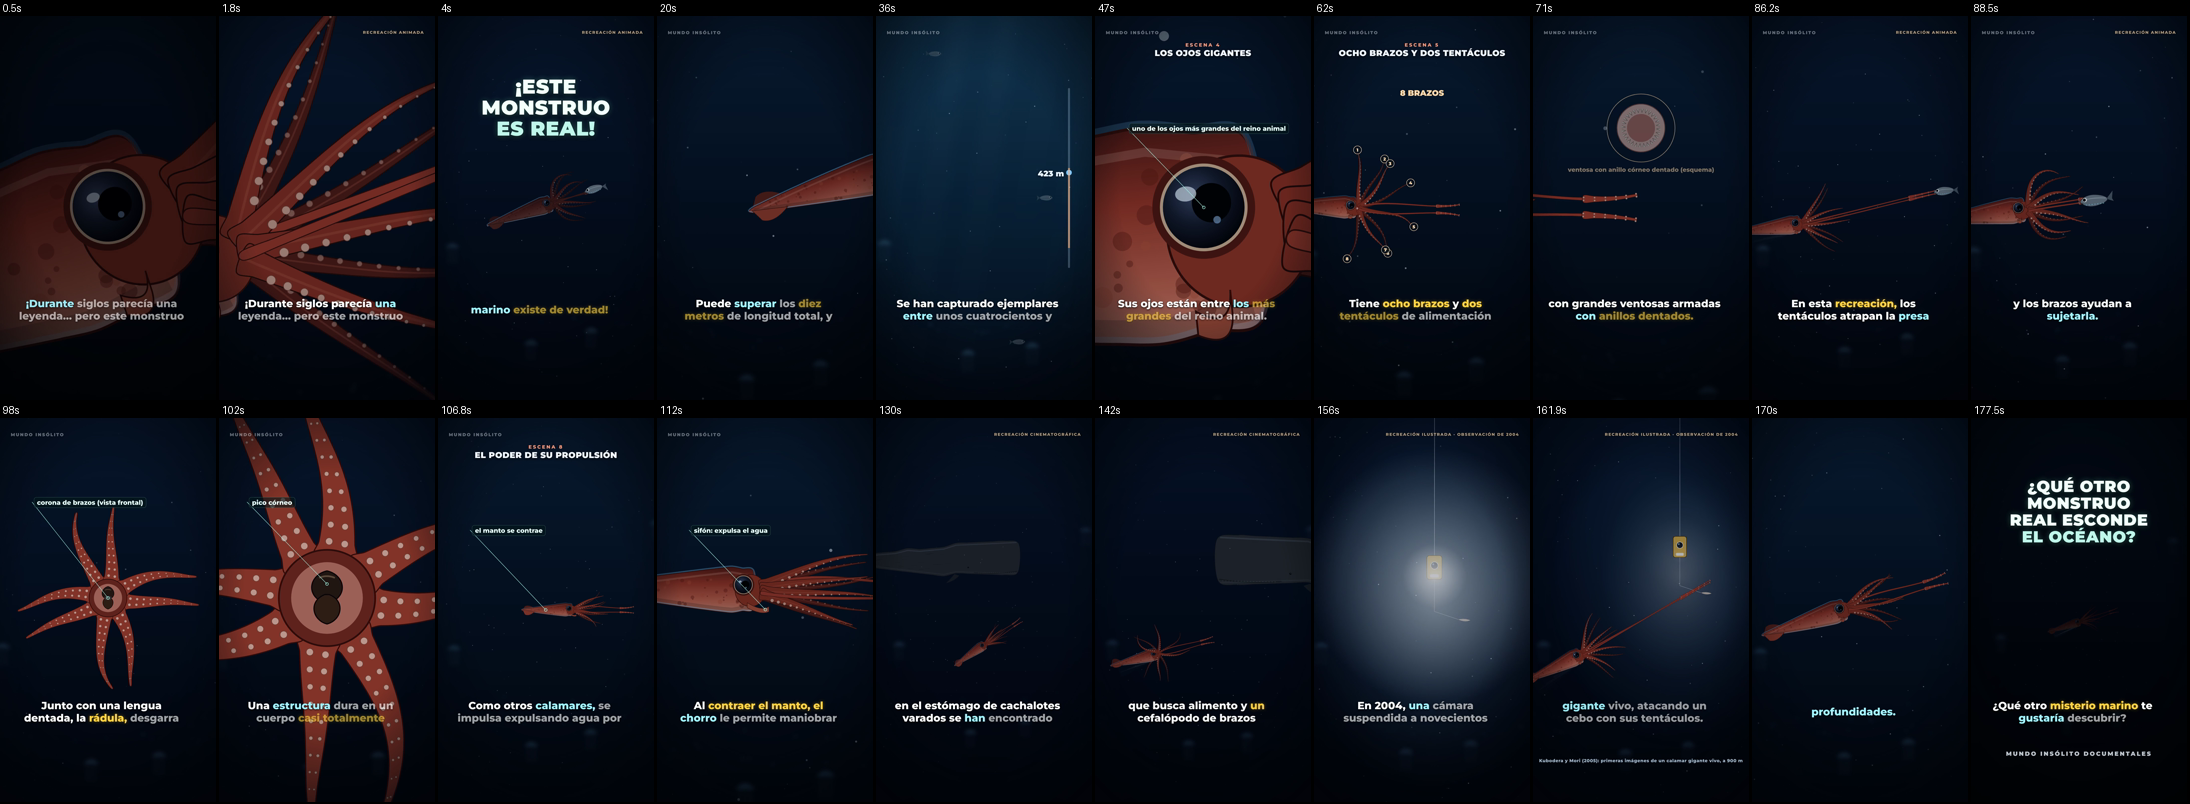 0.5s
¡Durante siglos parecía una
leyenda... pero este monstruo
1.8s
RECREACIÓN ANIMADA
¡Durante siglos parecía una
leyenda... pero este monstruo
4s
RECREACIÓN ANIMADA
¡ESTE
MONSTRUO
ES REAL!
marino existe de verdad!
20s
MUNDO INSÓLITO
Puede superar los diez
metros de longitud total, y
36s
MUNDO INSÓLITO
423 m
Se han capturado ejemplares
entre unos cuatrocientos y
47s
MUNDO INSÓLITO
ESCENA 4
LOS OJOS GIGANTES
uno de los ojos más grandes del reino animal
Sus ojos están entre los más
grandes del reino animal.
62s
MUNDO INSÓLITO
ESCENA 5
OCHO BRAZOS Y DOS TENTÁCULOS
8 BRAZOS
1
2
3
4
5
8
Tiene ocho brazos y dos
tentáculos de alimentación
71s
MUNDO INSÓLITO
ventosa con anillo córneo dentado (esquema)
con grandes ventosas armadas
con anillos dentados.
86.2s
MUNDO INSÓLITO
RECREACIÓN ANIMADA
En esta recreación, los
tentáculos atrapan la presa
88.5s
MUNDO INSÓLITO
RECREACIÓN ANIMADA
y los brazos ayudan a
sujetarla.
98s
MUNDO INSÓLITO
corona de brazos (vista frontal)
Junto con una lengua
dentada, la rádula, desgarra
102s
MUNDO INSÓLITO
pico córneo
Una estructura dura en un
cuerpo casi totalmente
106.8s
MUNDO INSÓLITO
ESCENA 8
EL PODER DE SU PROPULSIÓN
el manto se contrae
Como otros calamares, se
impulsa expulsando agua por
112s
MUNDO INSÓLITO
sifón: expulsa el agua
Al contraer el manto, el
chorro le permite maniobrar
130s
MUNDO INSÓLITO
RECREACIÓN CINEMATOGRÁFICA
en el estómago de cachalotes
varados se han encontrado
142s
MUNDO INSÓLITO
RECREACIÓN CINEMATOGRÁFICA
que busca alimento y un
cefalópodo de brazos
156s
RECREACIÓN ILUSTRADA · OBSERVACIÓN DE 2004
En 2004, una cámara
suspendida a novecientos
161.9s
RECREACIÓN ILUSTRADA · OBSERVACIÓN DE 2004
gigante vivo, atacando un
cebo con sus tentáculos.
Kubodera y Mori (2005): primeras imágenes de un calamar gigante vivo, a 900 m
170s
MUNDO INSÓLITO
profundidades.
177.5s
¿QUÉ OTRO
MONSTRUO
REAL ESCONDE
EL OCÉANO?
¿Qué otro misterio marino te
gustaría descubrir?
MUNDO INSÓLITO DOCUMENTALES